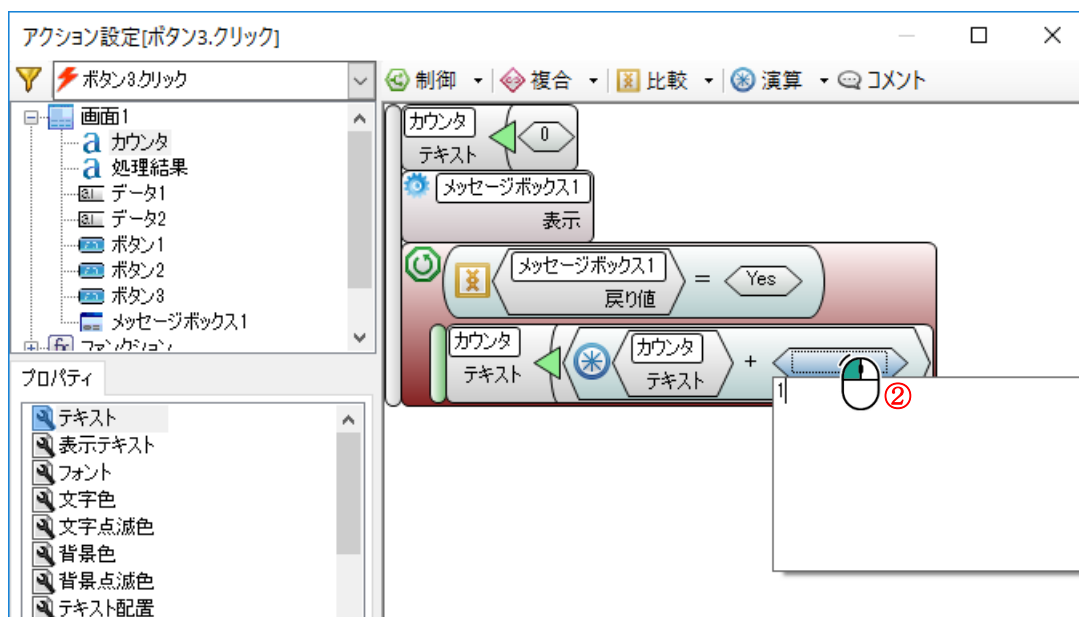 アクション設定[ボタン3.クリック]
ボタン3.クリック
制御 複合 比較 演算 コメント
画面1
a カウンタ
a 処理結果
データ1
データ2
ボタン1
ボタン2
ボタン3
メッセージボックス1
fx ファンクション
プロパティ
テキスト
表示テキスト
フォント
文字色
文字点滅色
背景色
背景点滅色
テキスト配置
カウンタ
テキスト
0
メッセージボックス1
表示
メッセージボックス1
戻り値
= Yes
カウンタ
テキスト
カウンタ
テキスト
+
1
②